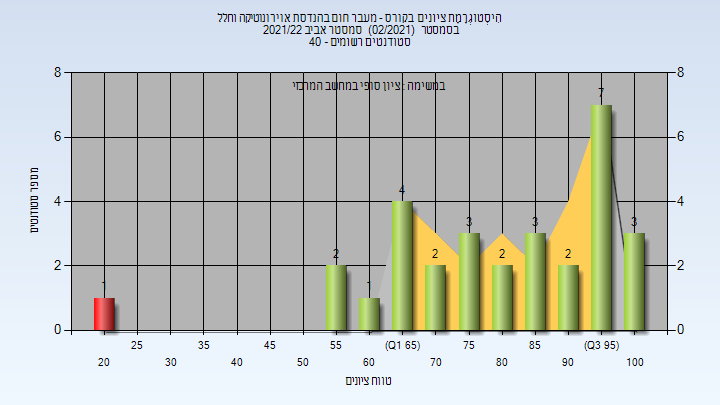 היסטוגרמת ציונים בקורס - מעבר חום בהנדסת אוירונוטיקה וחלל
בסמסטר (02/2021) סמסטר אביב 2021/22
סטודנטים רשומים - 40
במשימה : ציון סופי במחשב המרכזי
8 8
6 6
4 4
2 2
0 0
1 2 1 4 2 3 2 3 2 7 3
מספר סטודנטים
25 35 45 55 (Q1 65) 75 85 (Q3 95)
20 30 40 50 60 70 80 90 100
טווח ציונים